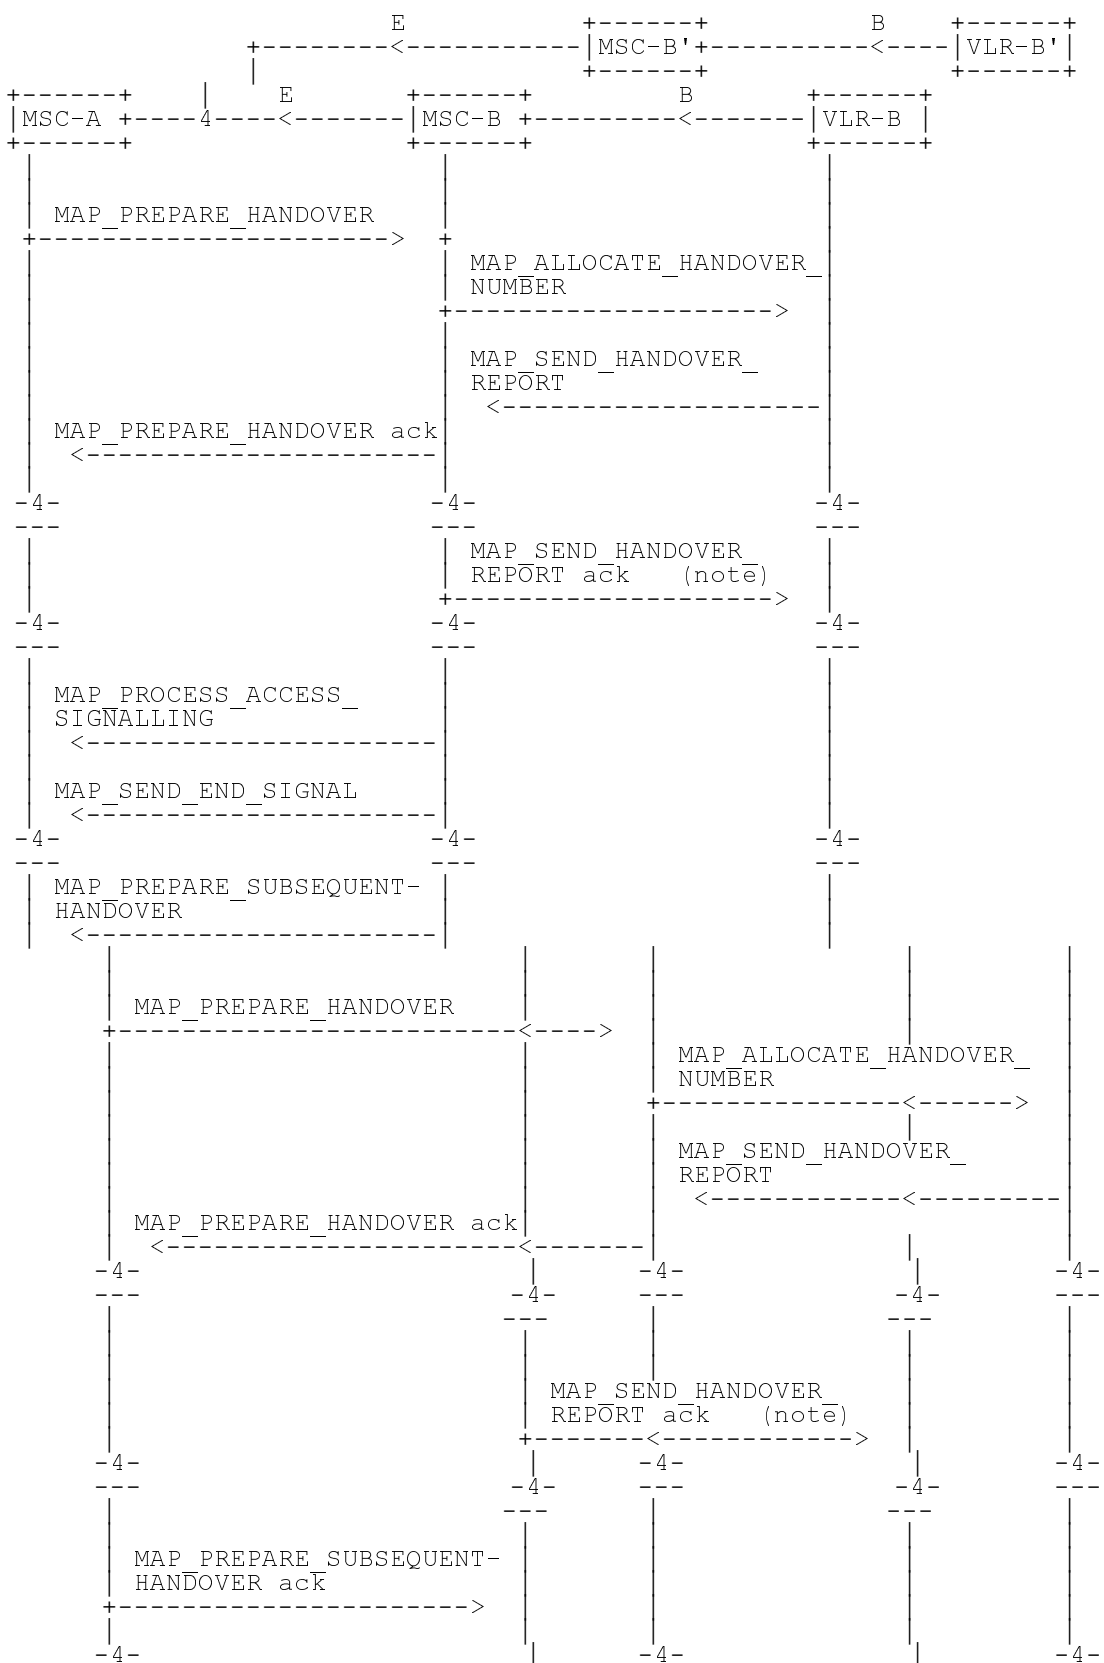 E B
MSC-B' VLR-B'
E B
MSC-A 4 MSC-B VLR-B
MAP_PREPARE_HANDOVER
MAP_ALLOCATE_HANDOVER_
NUMBER
MAP_SEND_HANDOVER_
REPORT
MAP_PREPARE_HANDOVER ack
-4- -4- -4-
MAP_SEND_HANDOVER_
REPORT ack (note)
-4- -4- -4-
MAP_PROCESS_ACCESS_
SIGNALLING
MAP_SEND_END_SIGNAL
-4- -4- -4-
MAP_PREPARE_SUBSEQUENT-
HANDOVER
MAP_PREPARE_HANDOVER
MAP_ALLOCATE_HANDOVER_
NUMBER
MAP_SEND_HANDOVER_
REPORT
MAP_PREPARE_HANDOVER ack
-4- -4- -4-
-4- -4-
MAP_SEND_HANDOVER_
REPORT ack (note)
-4- -4- -4-
-4- -4-
MAP_PREPARE_SUBSEQUENT-
HANDOVER ack
-4- -4- -4-